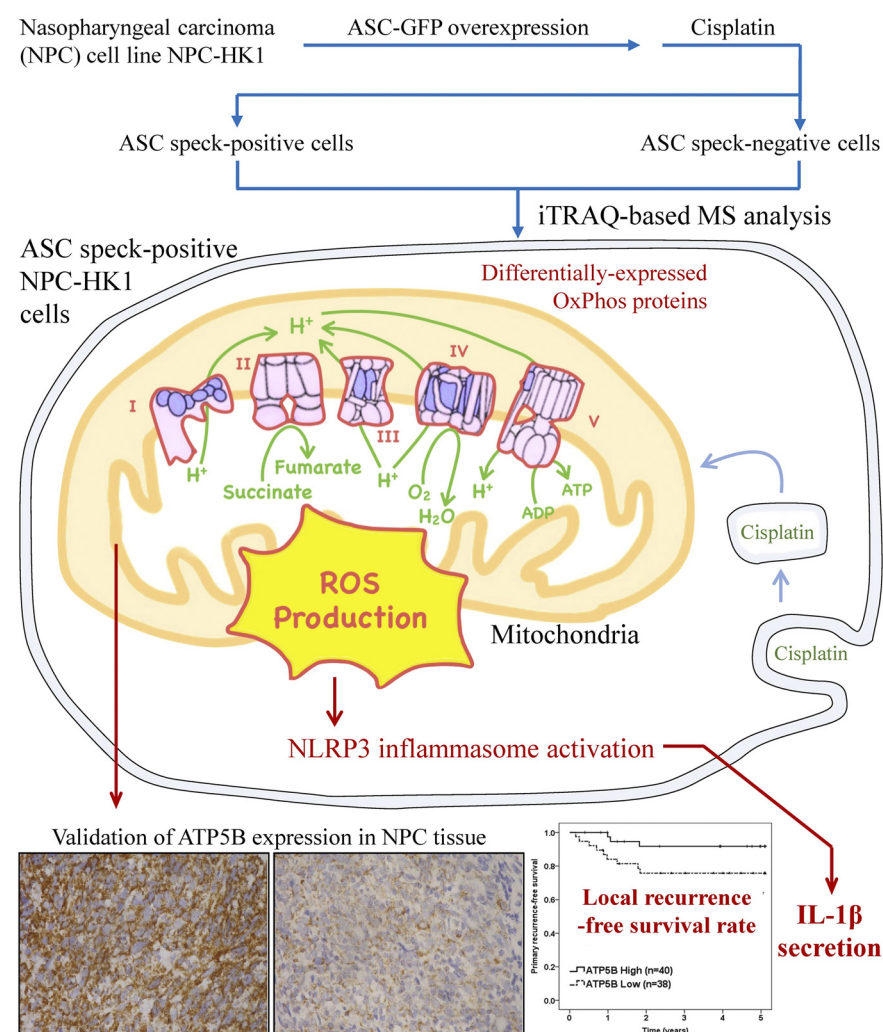 Nasopharyngeal carcinoma
(NPC) cell line NPC-HK1
ASC-GFP overexpression
Cisplatin
ASC speck-positive cells
ASC speck-negative cells
iTRAQ-based MS analysis
ASC speck-positive
NPC-HK1
cells
Differentially-expressed
OxPhos proteins
H+
I
II
III
IV
V
H+
Succinate
Fumarate
H+
O2
H2O
H+
ADP
ATP
Cisplatin
Cisplatin
ROS
Production
Mitochondria
NLRP3 inflammasome activation
Validation of ATP5B expression in NPC tissue
Primary recurrence-free survival
1.0
0.8
0.6
0.4
0.2
0.0
Local recurrence
-free survival rate
ATP5B High (n=40)
ATP5B Low (n=38)
0 1 2 3 4 5
Time (years)
IL-1β
secretion